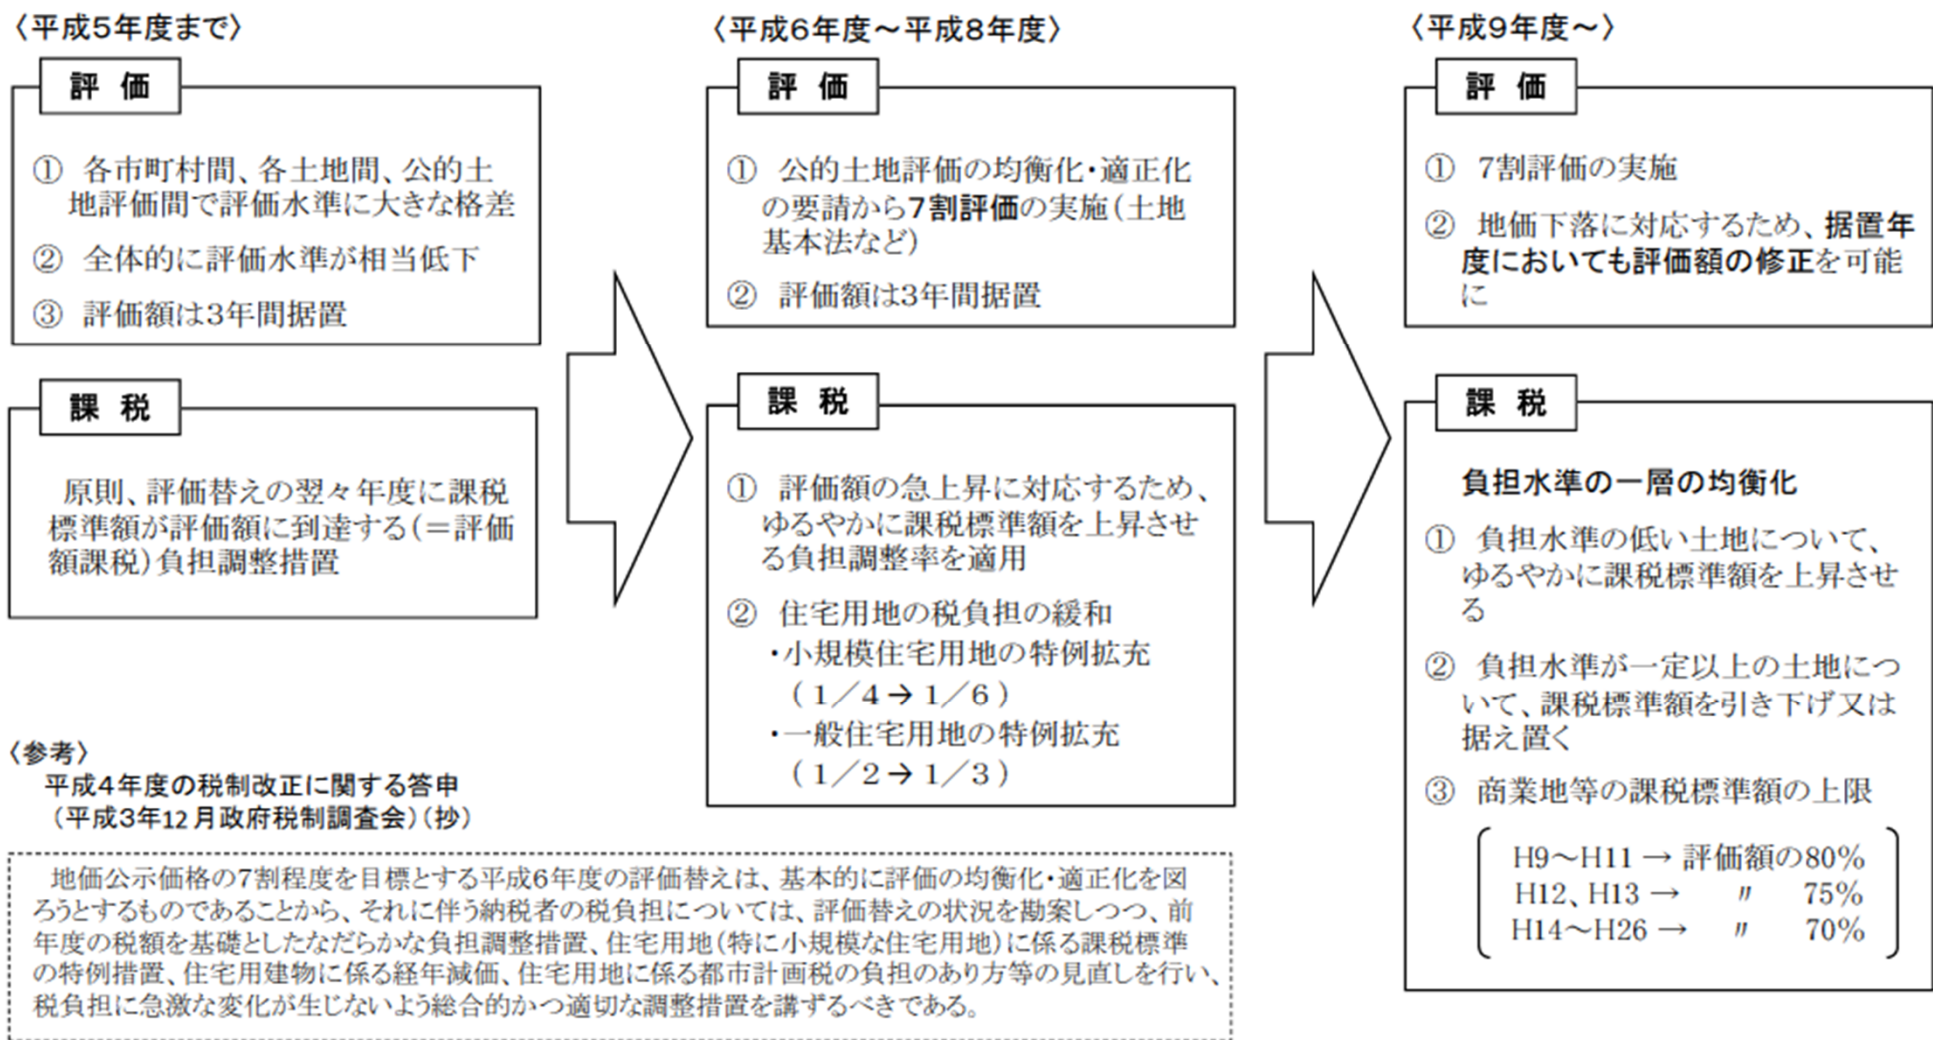 〈平成5年度まで〉
評 価
① 各市町村間、各土地間、公的土
地評価間で評価水準に大きな格差
② 全体的に評価水準が相当低下
③ 評価額は3年間据置
課 税
原則、評価替えの翌々年度に課税
標準額が評価額に到達する(=評価
額課税)負担調整措置
〈平成6年度～平成8年度〉
評 価
① 公的土地評価の均衡化・適正化
の要請から7割評価の実施(土地
基本法など)
② 評価額は3年間据置
課 税
① 評価額の急上昇に対応するため、
ゆるやかに課税標準額を上昇させ
る負担調整率を適用
② 住宅用地の税負担の緩和
・小規模住宅用地の特例拡充
(1/4→1/6)
・一般住宅用地の特例拡充
(1/2→1/3)
〈平成9年度～〉
評 価
① 7割評価の実施
② 地価下落に対応するため、据置年
度においても評価額の修正を可能
に
課 税
負担水準の一層の均衡化
① 負担水準の低い土地について、
ゆるやかに課税標準額を上昇させ
る
② 負担水準が一定以上の土地につ
いて、課税標準額を引き下げ又は
据え置く
③ 商業地等の課税標準額の上限
H9～H11 → 評価額の80%
H12、H13 → 〃 75%
H14～H26 → 〃 70%
〈参考〉
平成4年度の税制改正に関する答申
(平成3年12月政府税制調査会)(抄)
地価公示価格の7割程度を目標とする平成6年度の評価替えは、基本的に評価の均衡化・適正化を図
ろうとするものであることから、それに伴う納税者の税負担については、評価替えの状況を勘案しつつ、前
年度の税額を基礎としたなだらかな負担調整措置、住宅用地(特に小規模な住宅用地)に係る課税標準
の特例措置、住宅用建物に係る経年減価、住宅用地に係る都市計画税の負担のあり方等の見直しを行い、
税負担に急激な変化が生じないよう総合的かつ適切な調整措置を講ずるべきである。